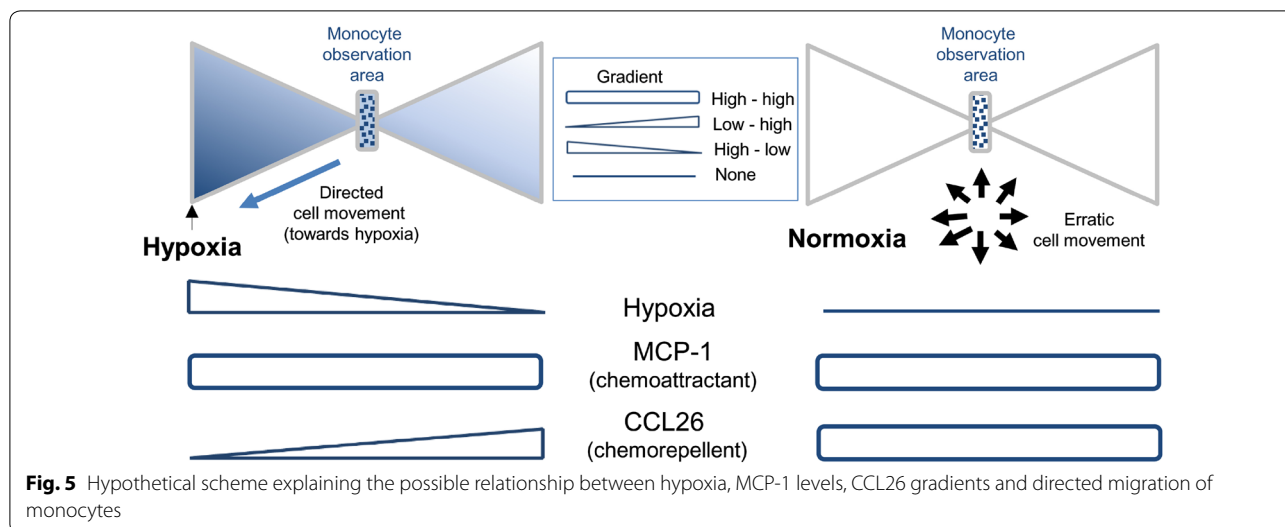 Monocyte
observation
area
Directed
cell movement
(towards hypoxia)
Hypoxia
Gradient
High - high
Low - high
High - low
None
Monocyte
observation
area
Normoxia
Erratic
cell movement
Hypoxia
MCP-1
(chemoattractant)
CCL26
(chemorepellent)
Fig. 5 Hypothetical scheme explaining the possible relationship between hypoxia, MCP-1 levels, CCL26 gradients and directed migration of
monocytes